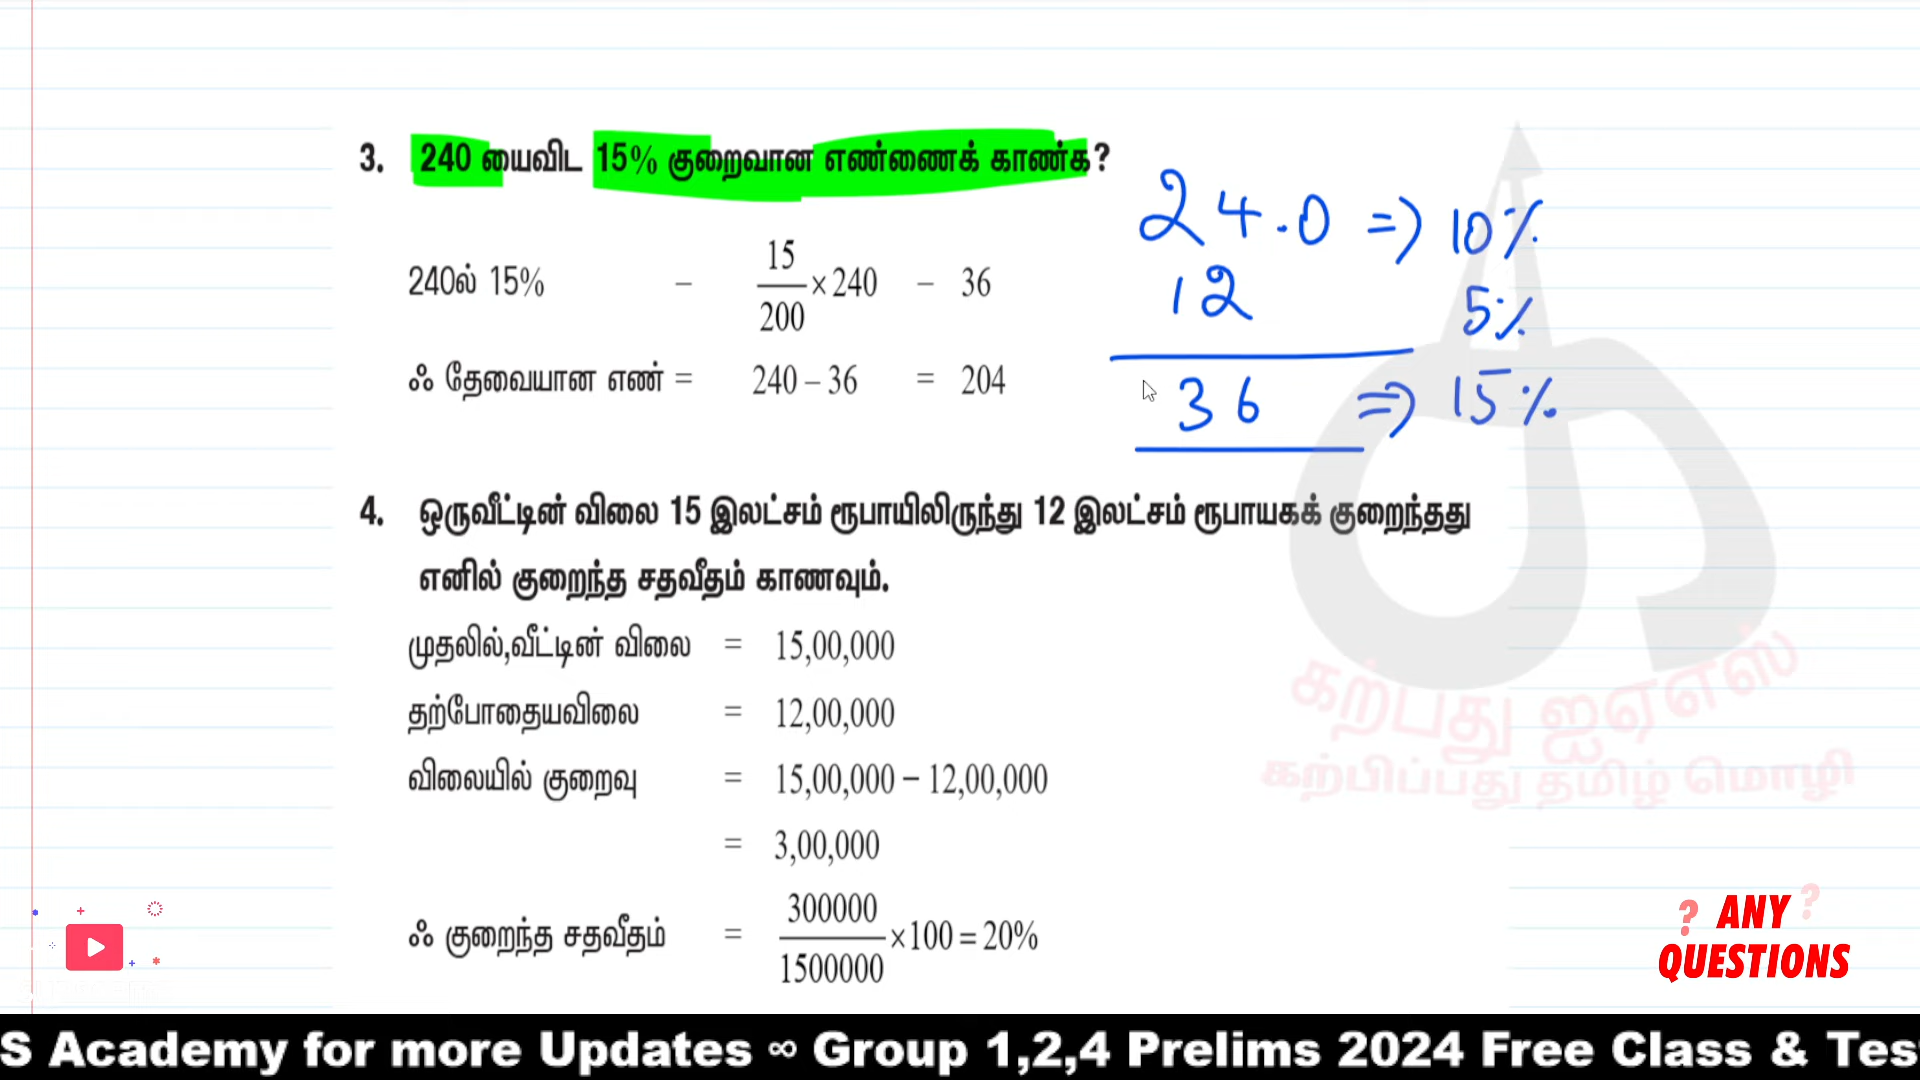 3. 240 யைவிட 15% குறைவான எண்ணைக் காண்க?
240ல் 15% – 15/200 ×240 – 36
ஃ தேவையான எண் = 240 – 36 = 204
24.0 => 10%
12 5%
36 => 15%
4. ஒருவீட்டின் விலை 15 இலட்சம் ரூபாயிலிருந்து 12 இலட்சம் ரூபாயகக் குறைந்தது
எனில் குறைந்த சதவீதம் காணவும்.
முதலில்,வீட்டின் விலை = 15,00,000
தற்போதையவிலை = 12,00,000
விலையில் குறைவு = 15,00,000 – 12,00,000
= 3,00,000
ஃ குறைந்த சதவீதம் = 300000/1500000 ×100 = 20%
கற்பது ஐஏஎஸ்
கற்பிப்பது தமிழ் மொழி
? ANY ?
QUESTIONS
S Academy for more Updates ∞ Group 1,2,4 Prelims 2024 Free Class & Tes